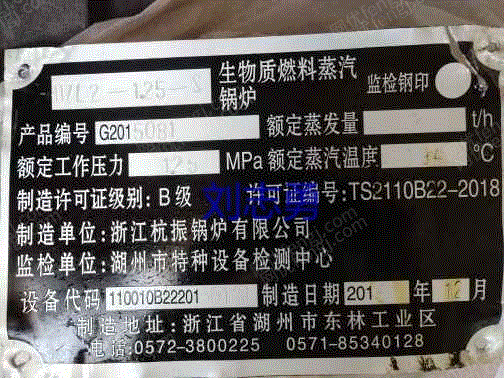 生物质燃料蒸汽锅炉 监检钢印
产品编号 G2015081 额定蒸发量 t/h
额定工作压力 MPa 额定蒸汽温度 ℃
制造许可证级别: B 级 许可证编号:TS2110B22-2018
制造单位:浙江杭振锅炉有限公司
监检单位:湖州市特种设备检测中心
设备代码 110010B22201 制造日期 201 年 12 月
制造地址:浙江省湖州市东林工业区
电话:0572-3800225 0571-85340128